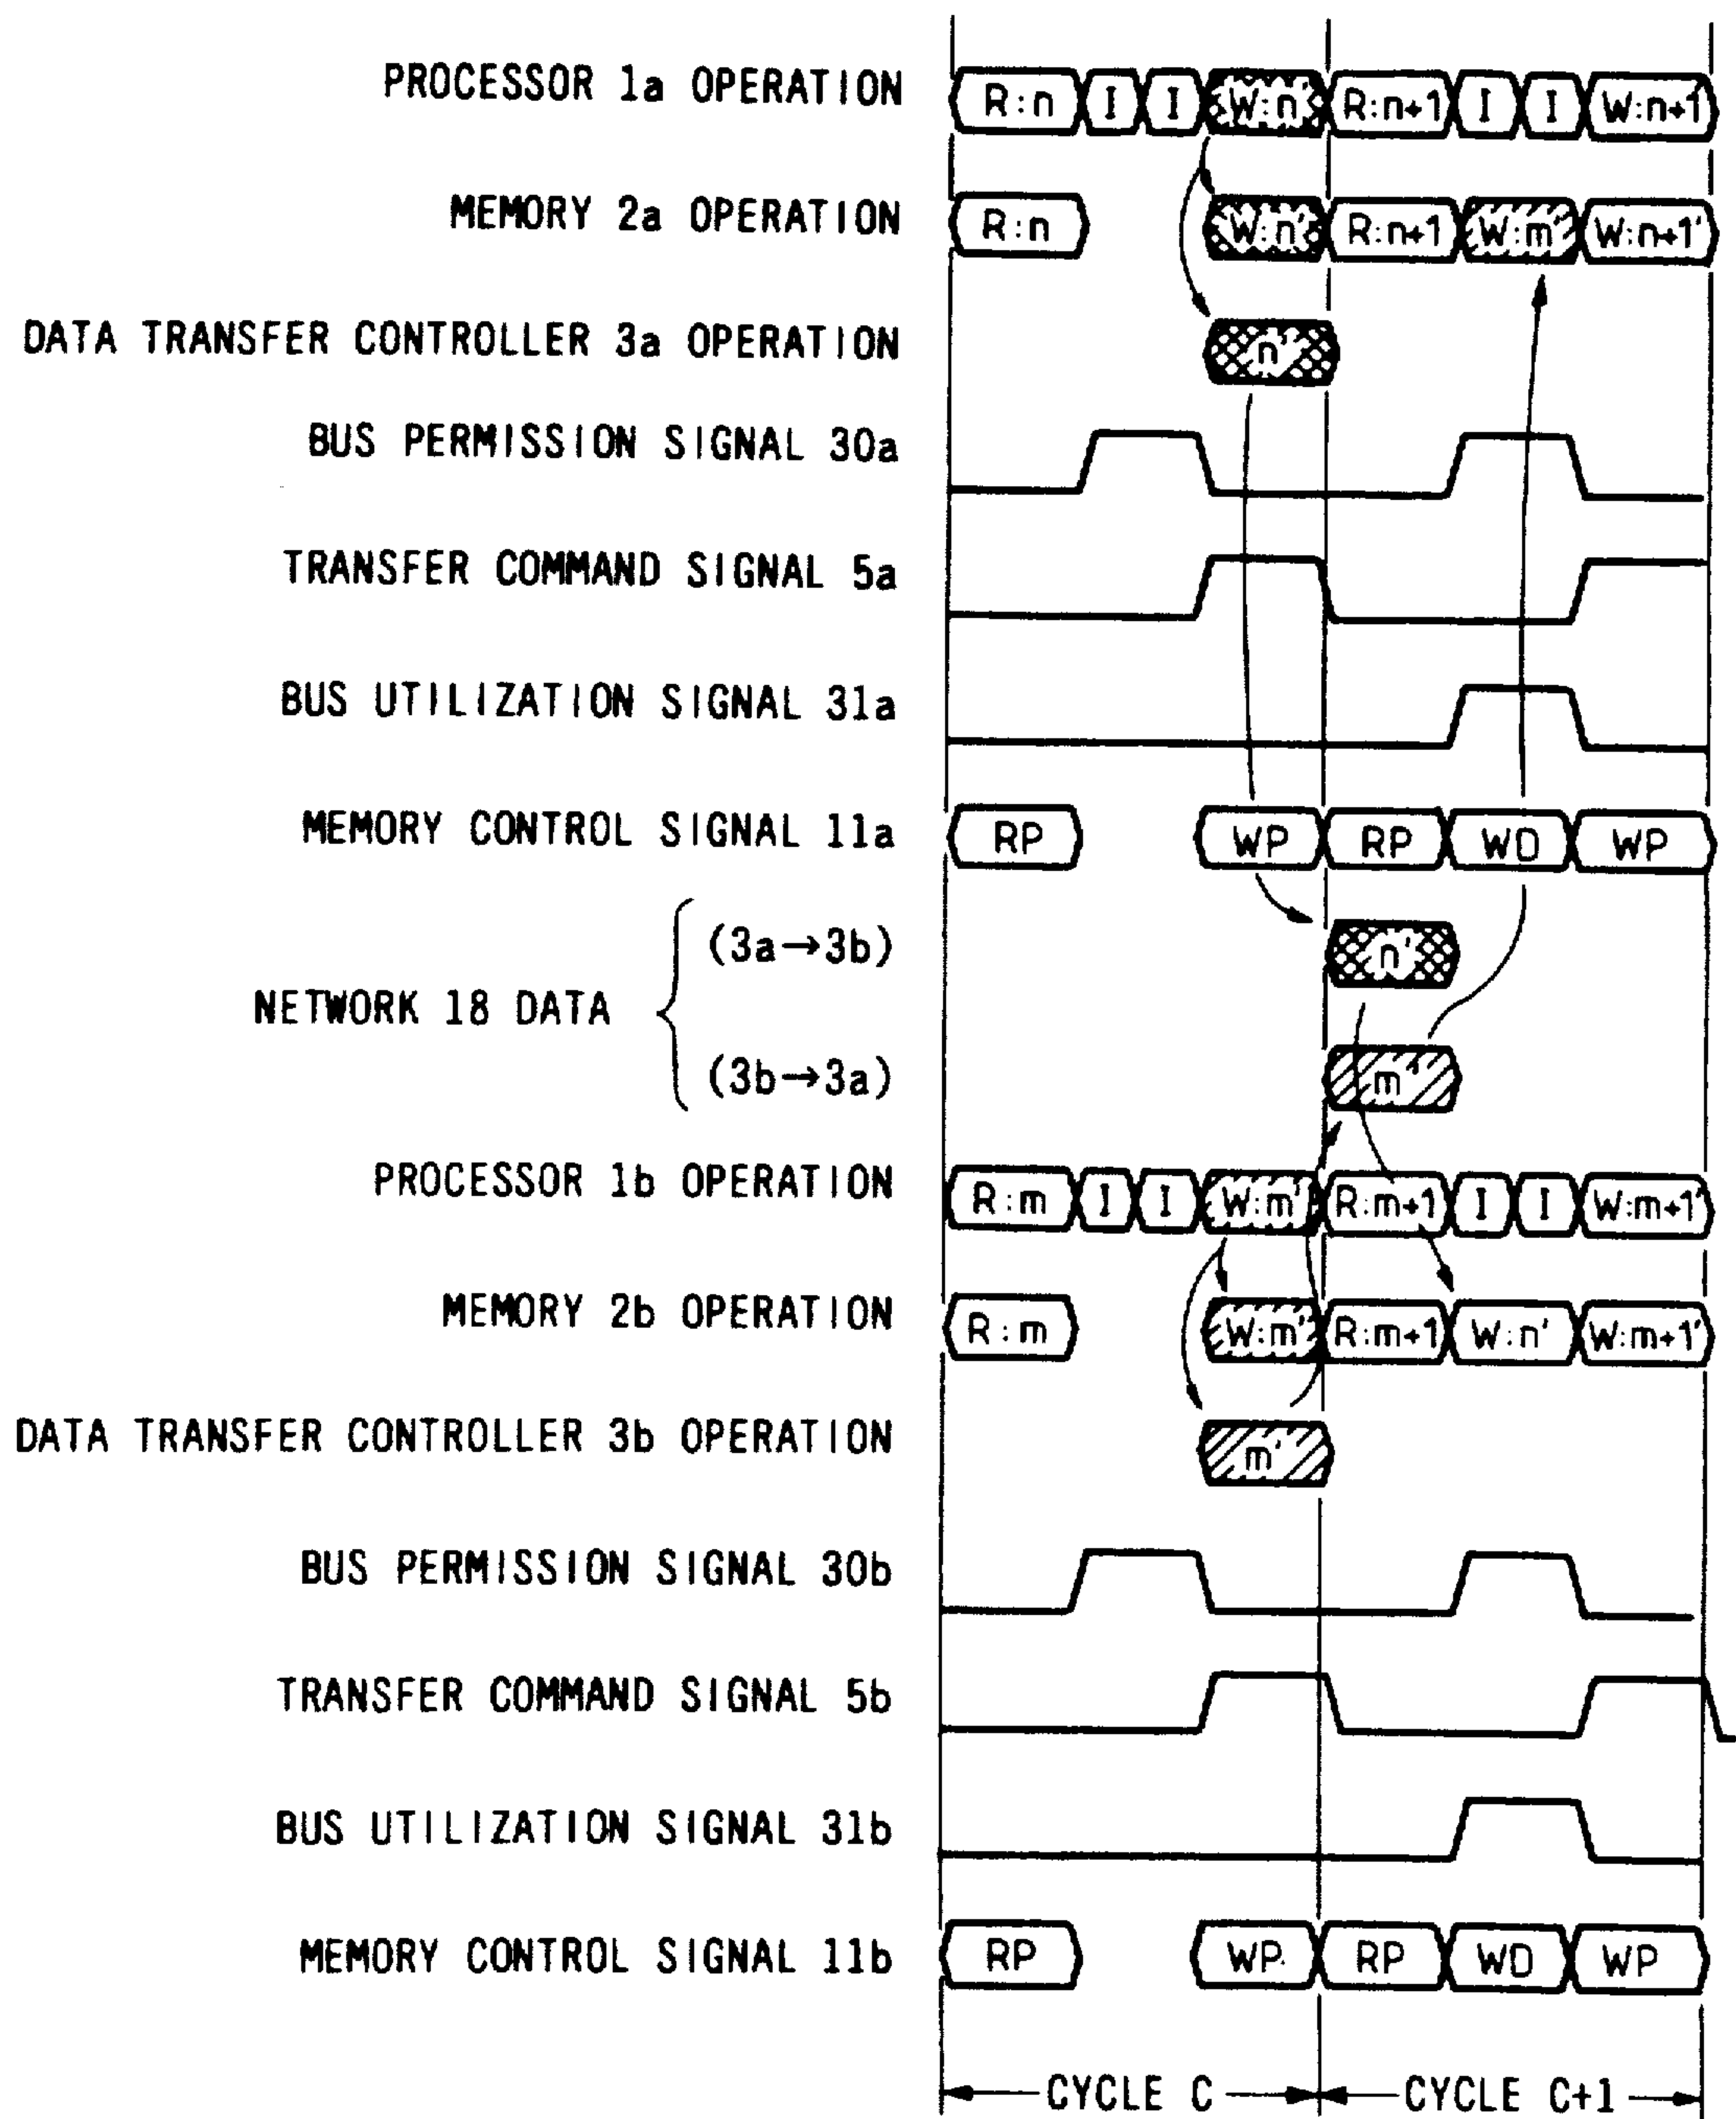 PROCESSOR 1a OPERATION R:n I I W:n' R:n+1 I I W:n+1'
MEMORY 2a OPERATION R:n W:n' R:n+1 W:m' W:n+1'
DATA TRANSFER CONTROLLER 3a OPERATION n'
BUS PERMISSION SIGNAL 30a
TRANSFER COMMAND SIGNAL 5a
BUS UTILIZATION SIGNAL 31a
MEMORY CONTROL SIGNAL 11a RP WP RP WD WP
(3a→3b) n'
NETWORK 18 DATA
(3b→3a) m'
PROCESSOR 1b OPERATION R:m I I W:m' R:m+1 I I W:m+1'
MEMORY 2b OPERATION R:m W:m' R:m+1 W:n' W:m+1'
DATA TRANSFER CONTROLLER 3b OPERATION m'
BUS PERMISSION SIGNAL 30b
TRANSFER COMMAND SIGNAL 5b
BUS UTILIZATION SIGNAL 31b
MEMORY CONTROL SIGNAL 11b RP WP RP WD WP
CYCLE C CYCLE C+1